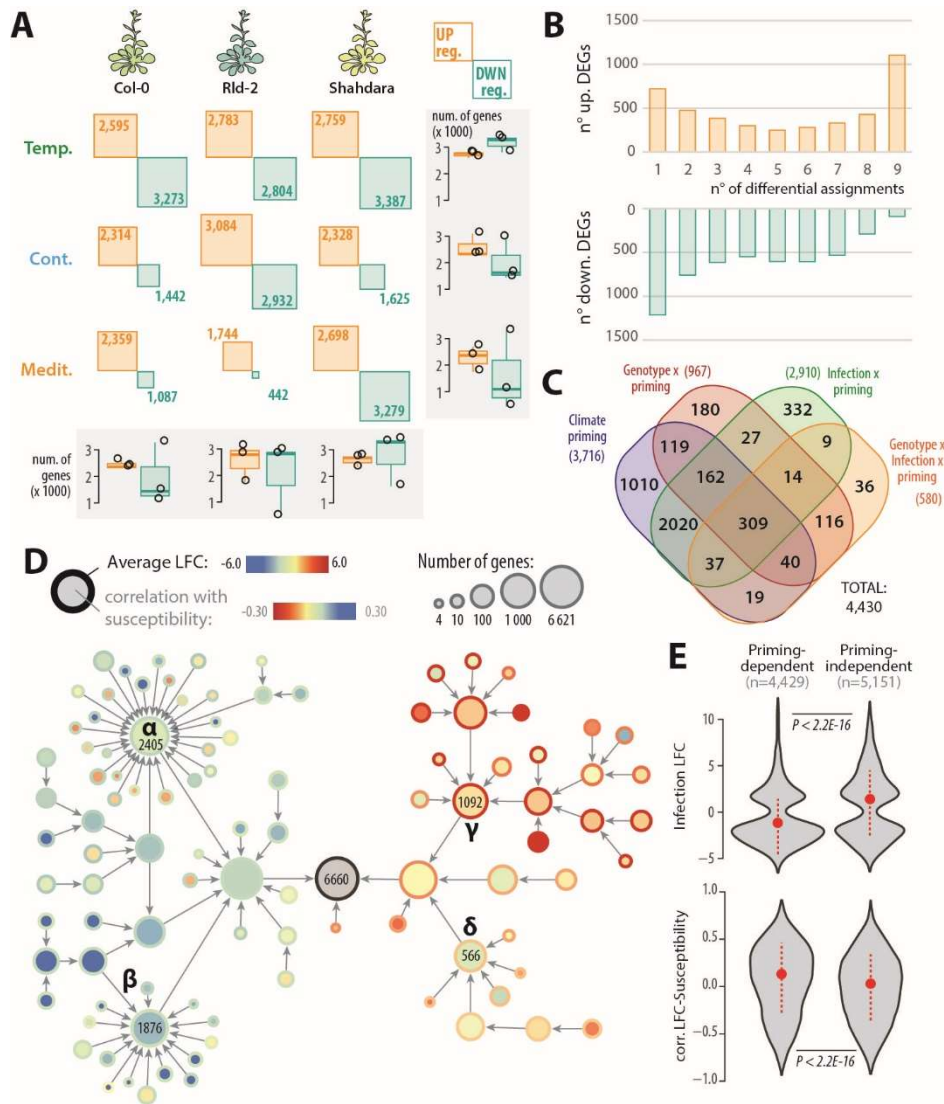 A
Col-0
Rld-2
Shahdara
UP
reg.
DWN
reg.
Temp.
2,595
3,273
2,783
2,804
2,759
3,387
num. of genes
(x 1000)
3
2
1
Cont.
2,314
1,442
3,084
2,932
2,328
1,625
3
2
1
Medit.
2,359
1,087
1,744
442
2,698
3,279
3
2
1
num. of
genes
(x 1000)
3
2
1
3
2
1
3
2
1
B
n° up. DEGs
1500
1000
500
0
1 2 3 4 5 6 7 8 9
n° of differential assignments
n° down. DEGs
0
500
1000
1500
C
Genotype x
priming (967)
(2,910) Infection x
priming
Climate
priming
(3,716)
Genotype x
Infection x
priming
(580)
180
332
119
27
9
1010
162
14
36
2020
309
116
37
40
19
TOTAL:
4,430
D
Average LFC:
-6.0
6.0
correlation with
susceptibility:
-0.30
0.30
Number of genes:
4 10 100 1 000 6 621
α
2405
β
1876
6660
1092
γ
δ
566
E
Priming-
dependent
(n=4,429)
Priming-
independent
(n=5,151)
P < 2.2E-16
Infection LFC
10
5
0
−5
corr. LFC-Susceptibility
1.0
0.5
0.0
−0.5
−1.0
P < 2.2E-16